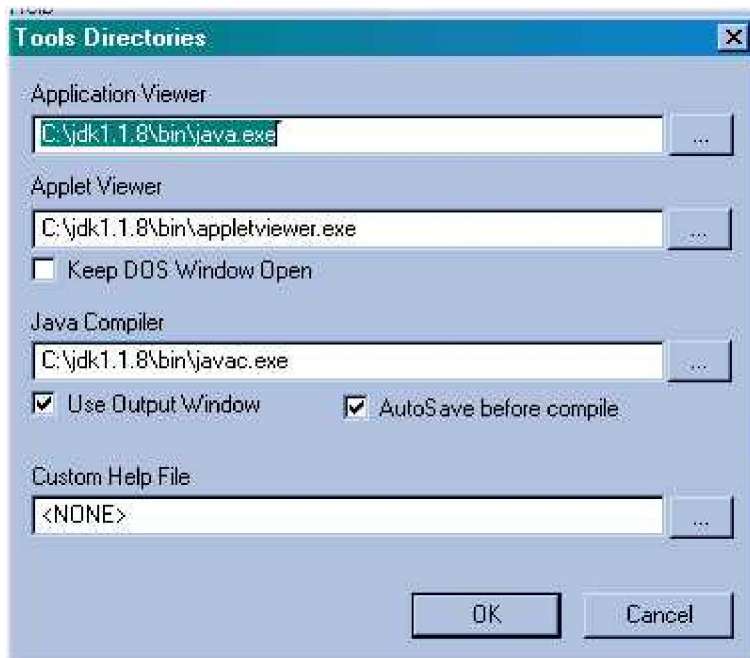 Tools Directories
Application Viewer
C:\jdk1.1.8\bin\java.exe
...
Applet Viewer
C:\jdk1.1.8\bin\appletviewer.exe
...
Keep DOS Window Open
Java Compiler
C:\jdk1.1.8\bin\javac.exe
...
Use Output Window AutoSave before compile
Custom Help File
<NONE>
...
OK Cancel